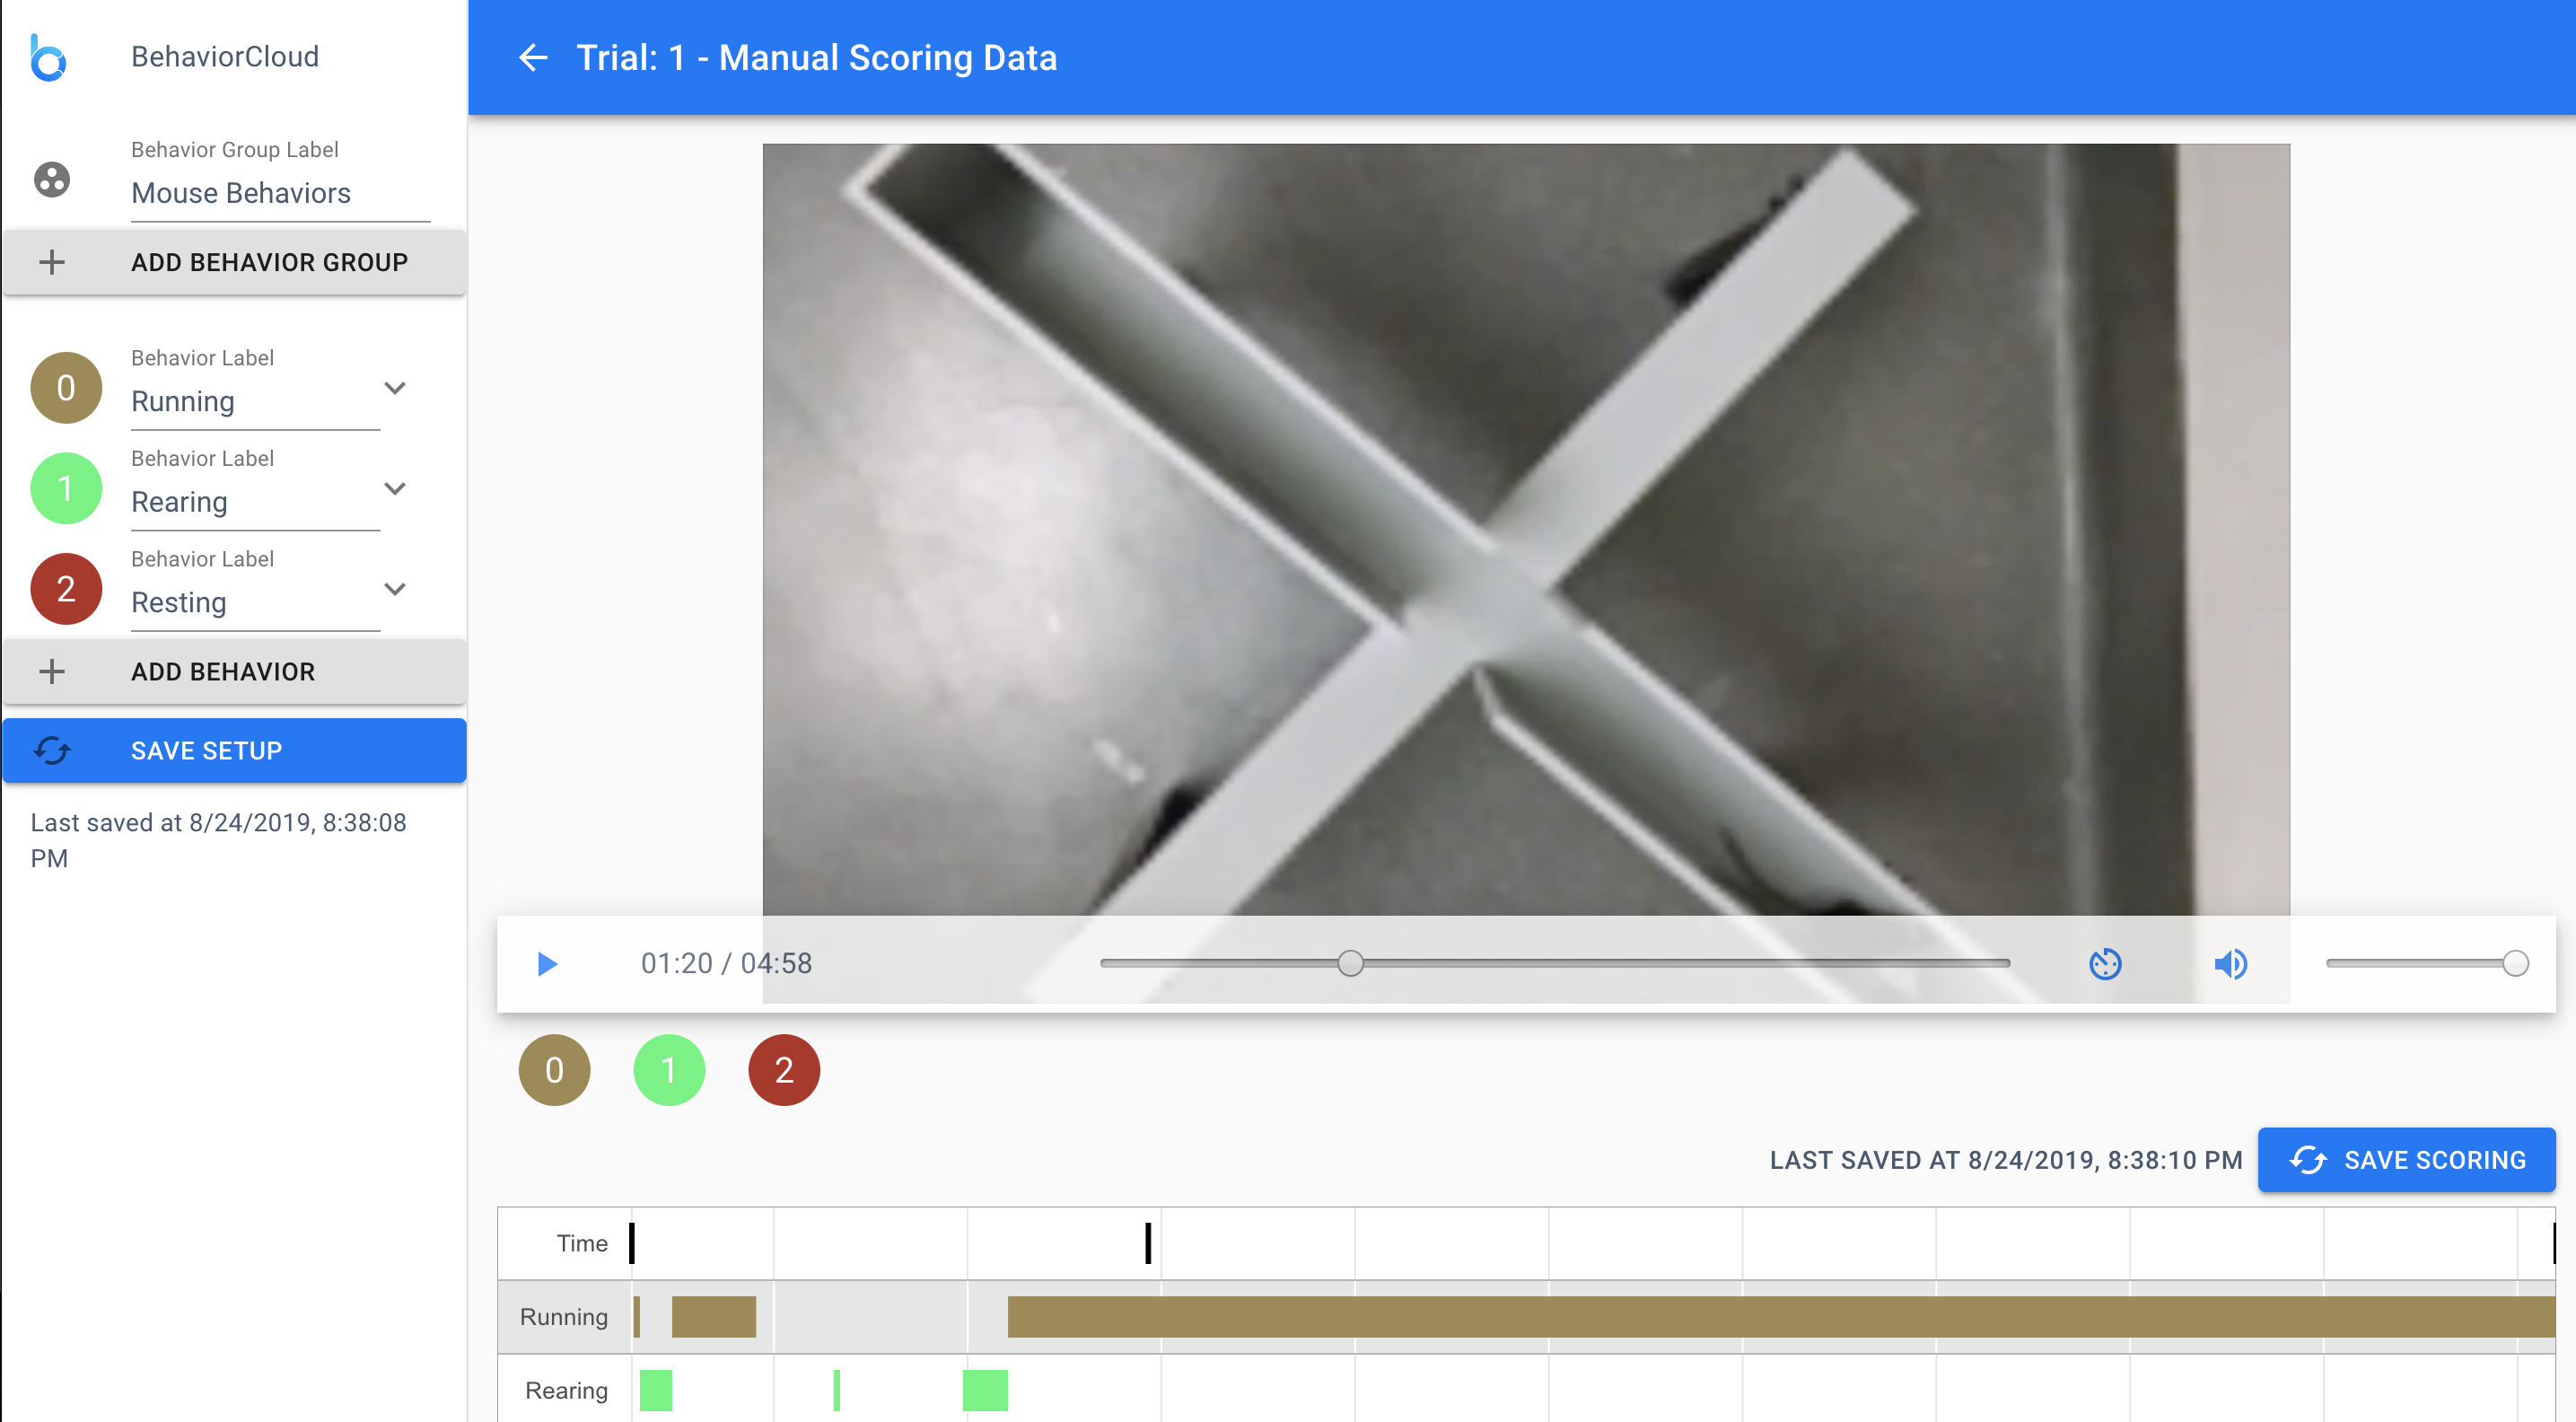 BehaviorCloud
Behavior Group Label
Mouse Behaviors
ADD BEHAVIOR GROUP
0
Behavior Label
Running
1
Behavior Label
Rearing
2
Behavior Label
Resting
ADD BEHAVIOR
SAVE SETUP
Last saved at 8/24/2019, 8:38:08
PM
Trial: 1 - Manual Scoring Data
01:20 / 04:58
0 1 2
LAST SAVED AT 8/24/2019, 8:38:10 PM SAVE SCORING
Time
Running
Rearing